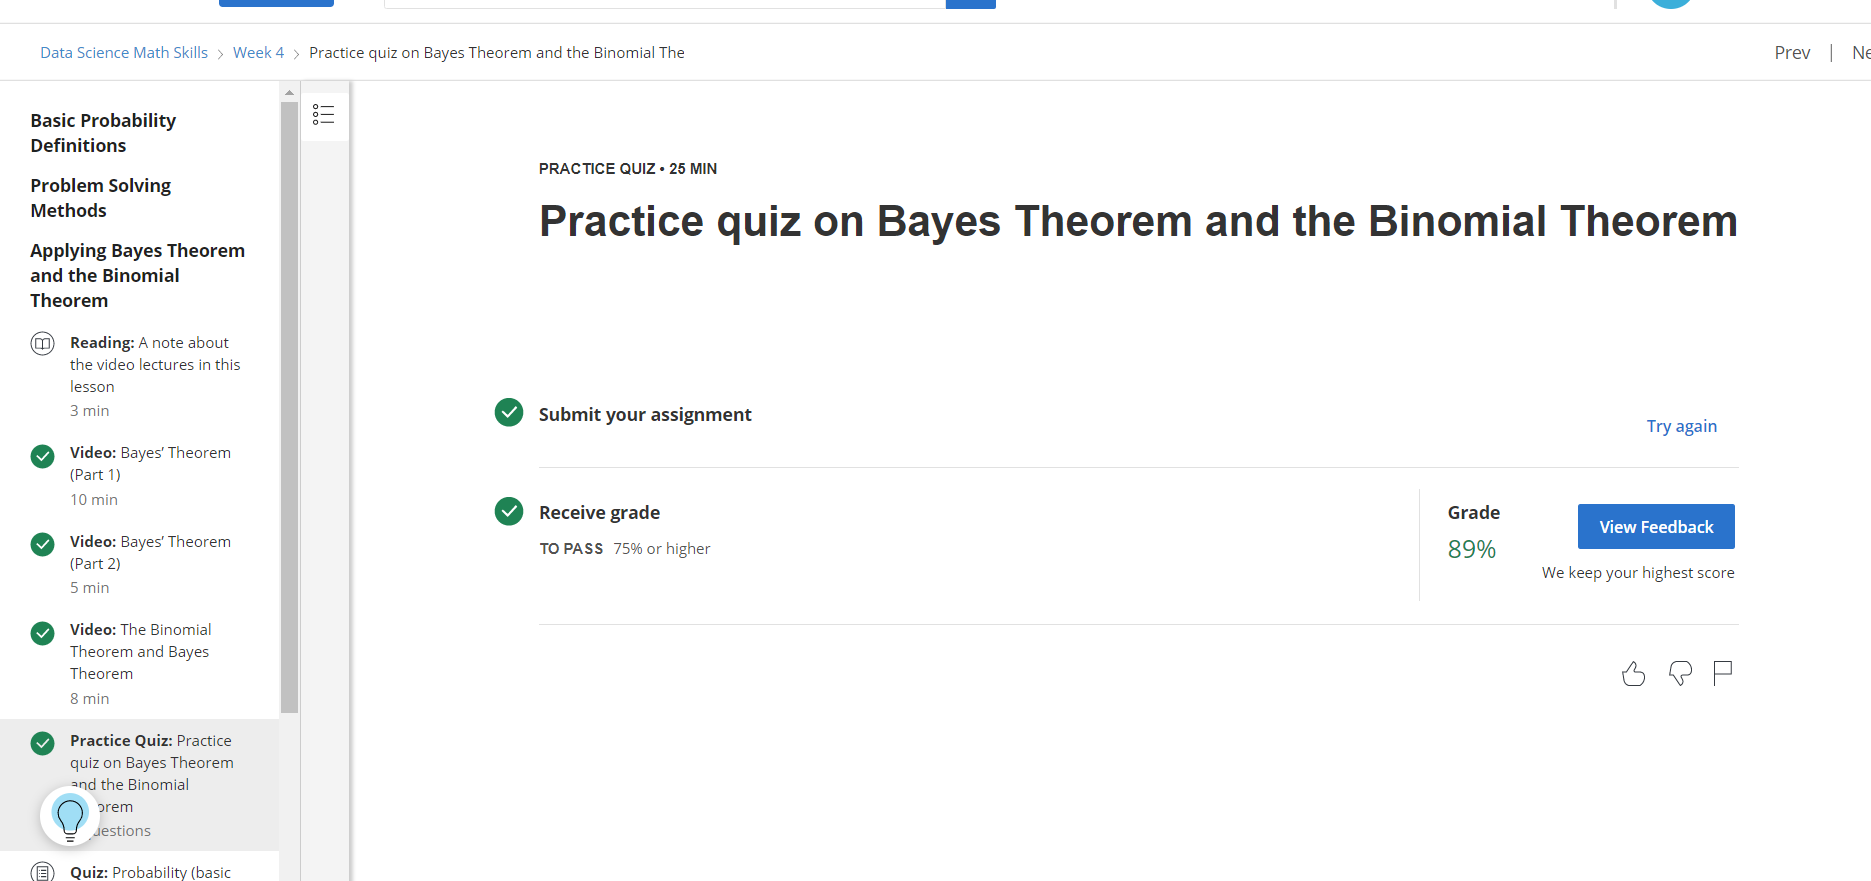 Data Science Math Skills > Week 4 > Practice quiz on Bayes Theorem and the Binomial The
Prev | Ne
Basic Probability
Definitions
Problem Solving
Methods
Applying Bayes Theorem
and the Binomial
Theorem
Reading: A note about
the video lectures in this
lesson
3 min
Video: Bayes’ Theorem
(Part 1)
10 min
Video: Bayes’ Theorem
(Part 2)
5 min
Video: The Binomial
Theorem and Bayes
Theorem
8 min
Practice Quiz: Practice
quiz on Bayes Theorem
and the Binomial
orem
uestions
Quiz: Probability (basic
PRACTICE QUIZ • 25 MIN
Practice quiz on Bayes Theorem and the Binomial Theorem
Submit your assignment
Try again
Receive grade
TO PASS 75% or higher
Grade
89%
View Feedback
We keep your highest score